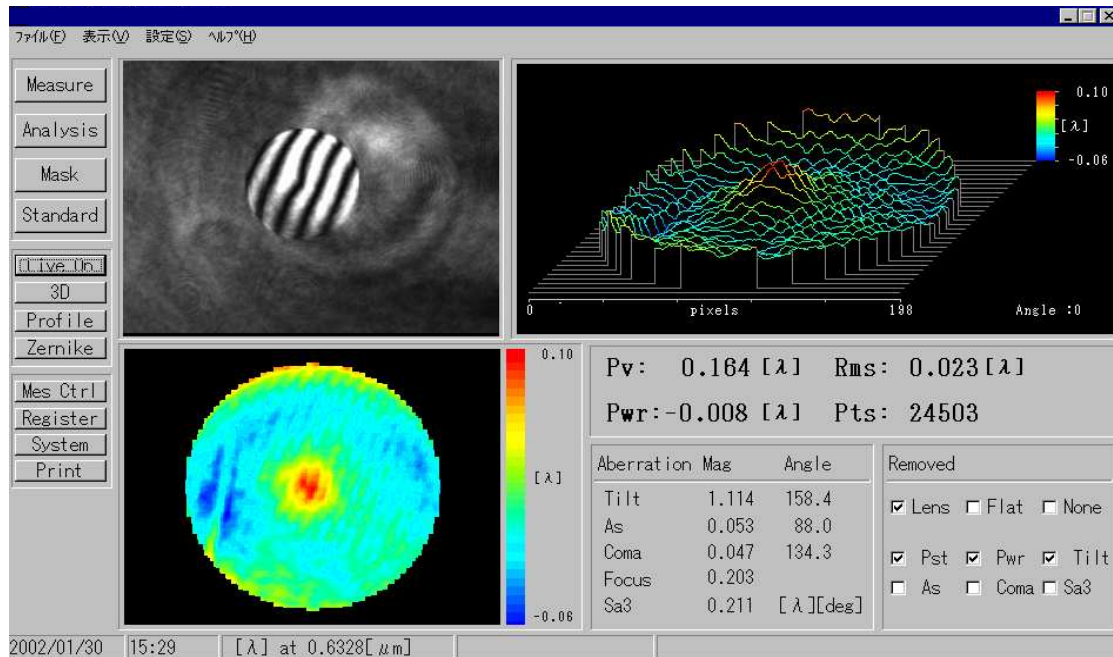 ファイル(F) 表示(V) 設定(S) ヘルプ(H)
Measure
Analysis
Mask
Standard
Live Up
3D
Profile
Zernike
Mes Ctrl
Register
System
Print
0.10
[λ]
-0.06
0 pixels 198 Angle :0
0.10
[λ]
-0.06
Pv: 0.164 [λ] Rms: 0.023[λ]
Pwr:-0.008 [λ] Pts: 24503
Aberration Mag Angle
Tilt 1.114 158.4
As 0.053 88.0
Coma 0.047 134.3
Focus 0.203
Sa3 0.211 [λ][deg]
Removed
Lens Flat None
Pst Pwr Tilt
As Coma Sa3
2002/01/30 15:29 [λ] at 0.6328[μm]